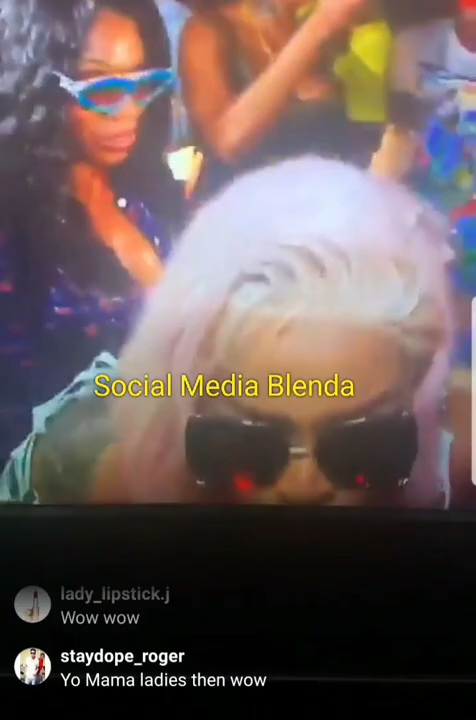 Social Media Blenda
lady_lipstick.j
Wow wow
staydope_roger
Yo Mama ladies then wow